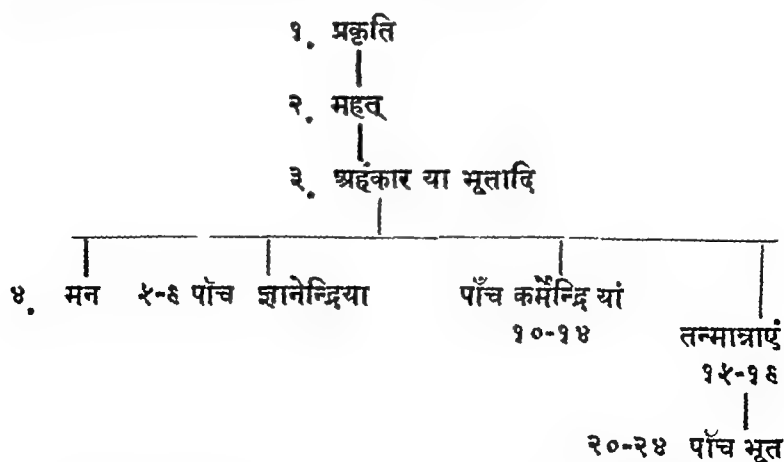 १. प्रकृति
२. महत्
३. अहंकार या भूतादि
४. मन ५-९ पाँच ज्ञानेन्द्रिया पाँच कर्मेन्द्रियां
१०-१४
तन्मात्राएं
१५-१९
२०-२४ पाँच भूत